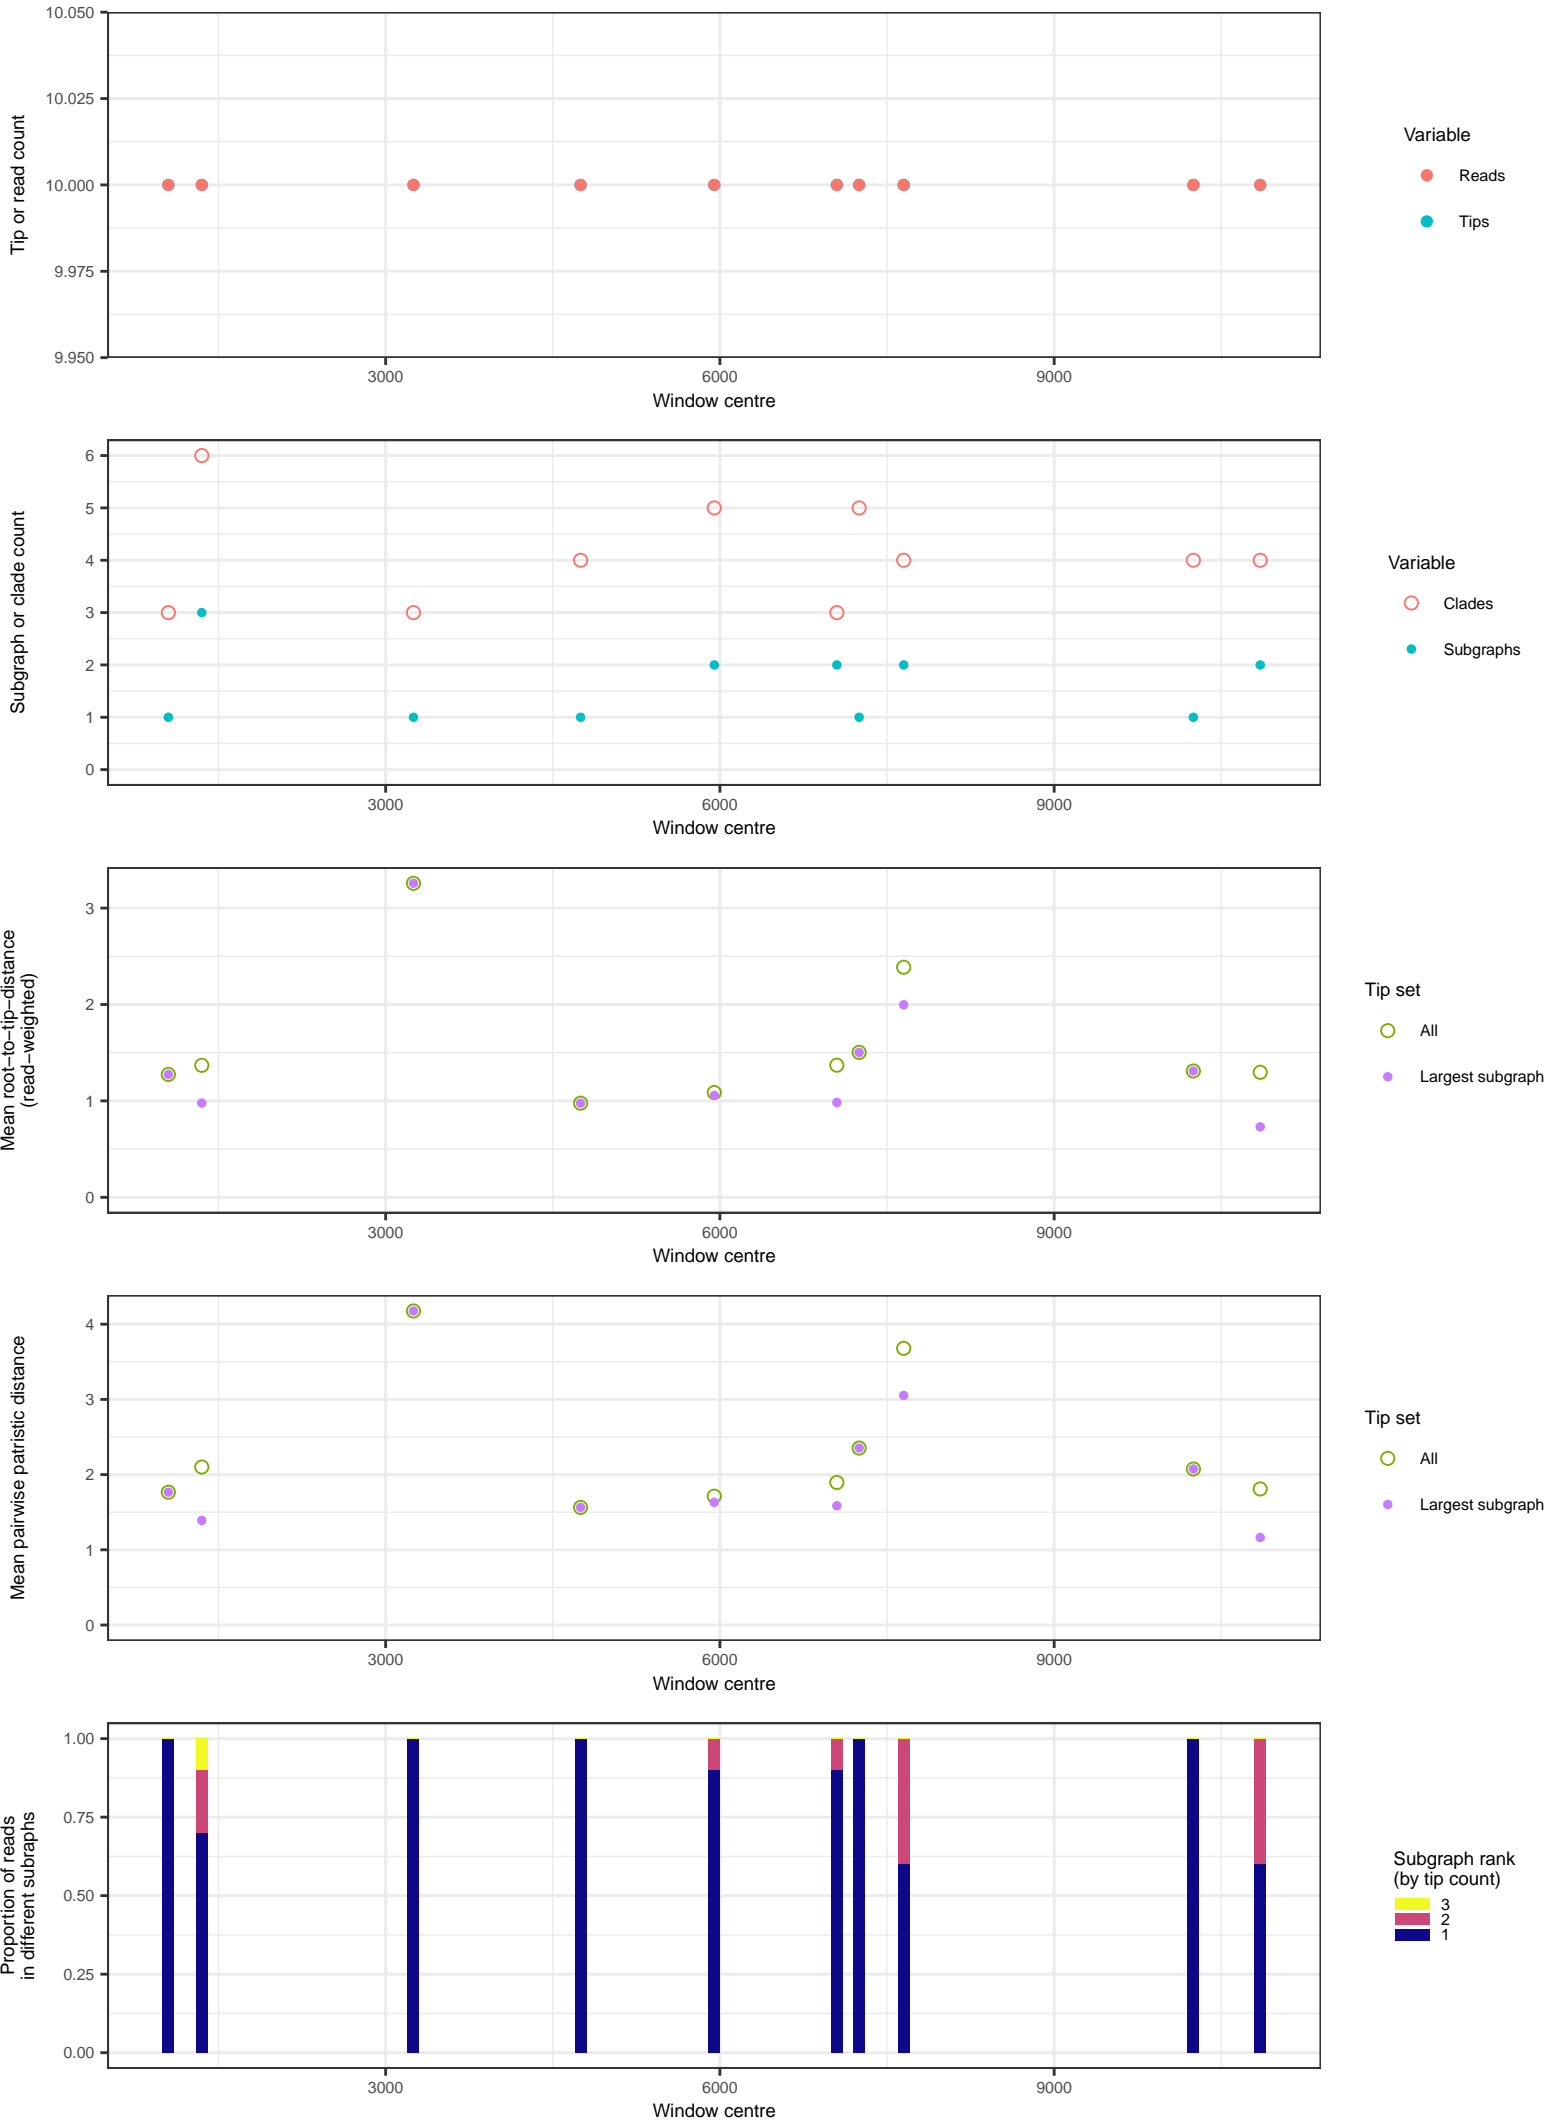 10.050
10.025
10.000
9.975
9.950
Tip or read count
3000
6000
9000
Window centre
Variable
Reads
Tips
6
5
4
3
2
1
0
Subgraph or clade count
3000
6000
9000
Window centre
Variable
Clades
Subgraphs
3
2
1
0
Mean root−to−tip−distance
(read−weighted)
3000
6000
9000
Window centre
Tip set
All
Largest subgraph
4
3
2
1
0
Mean pairwise patristic distance
3000
6000
9000
Window centre
Tip set
All
Largest subgraph
1.00
0.75
0.50
0.25
0.00
Proportion of reads
in different subraphs
3000
6000
9000
Window centre
Subgraph rank
(by tip count)
3
2
1